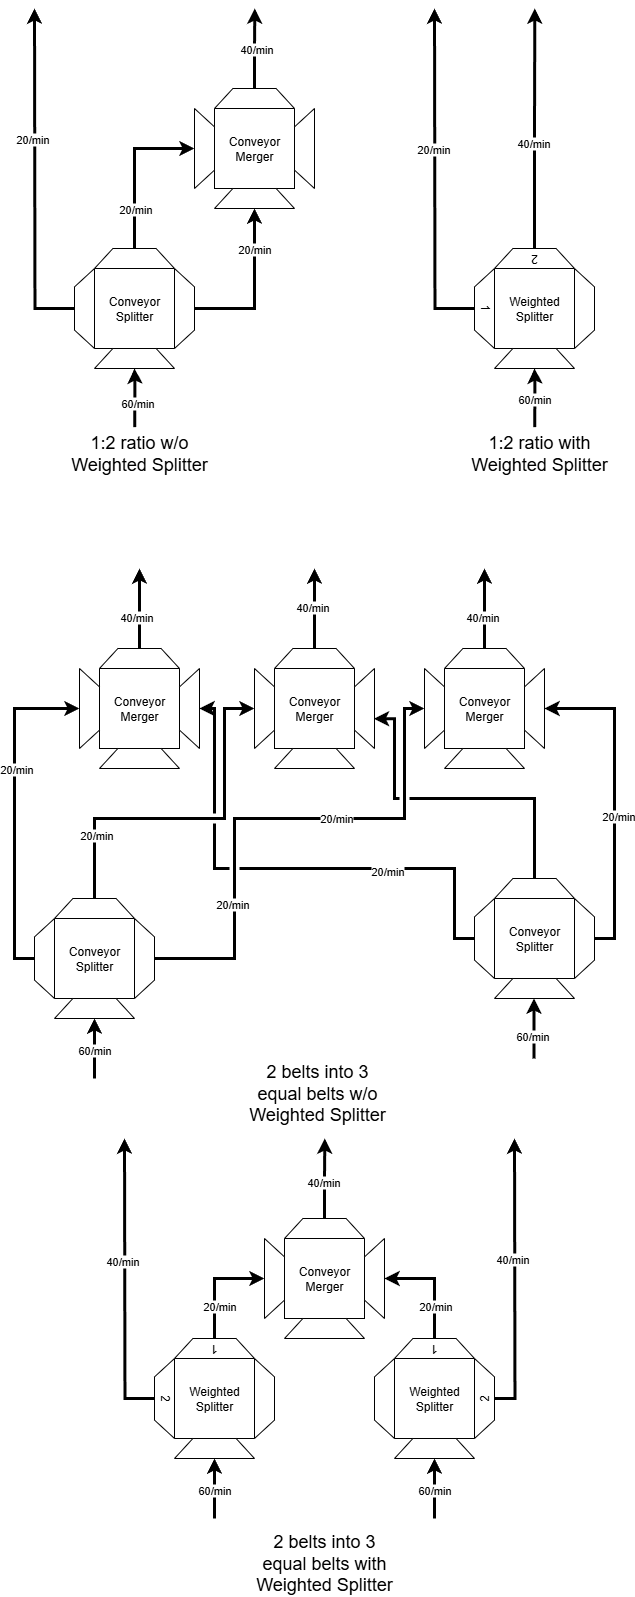 40/min
Conveyor
Merger
20/min
20/min
20/min
Conveyor
Splitter
60/min
1:2 ratio w/o
Weighted Splitter
20/min
40/min
2
1
Weighted
Splitter
60/min
1:2 ratio with
Weighted Splitter
40/min
40/min
40/min
Conveyor
Merger
Conveyor
Merger
Conveyor
Merger
20/min
20/min
20/min
20/min
20/min
20/min
Conveyor
Splitter
Conveyor
Splitter
60/min
60/min
2 belts into 3
equal belts w/o
Weighted Splitter
40/min
40/min
40/min
Conveyor
Merger
20/min
20/min
1
1
2
Weighted
Splitter
Weighted
Splitter
2
60/min
60/min
2 belts into 3
equal belts with
Weighted Splitter